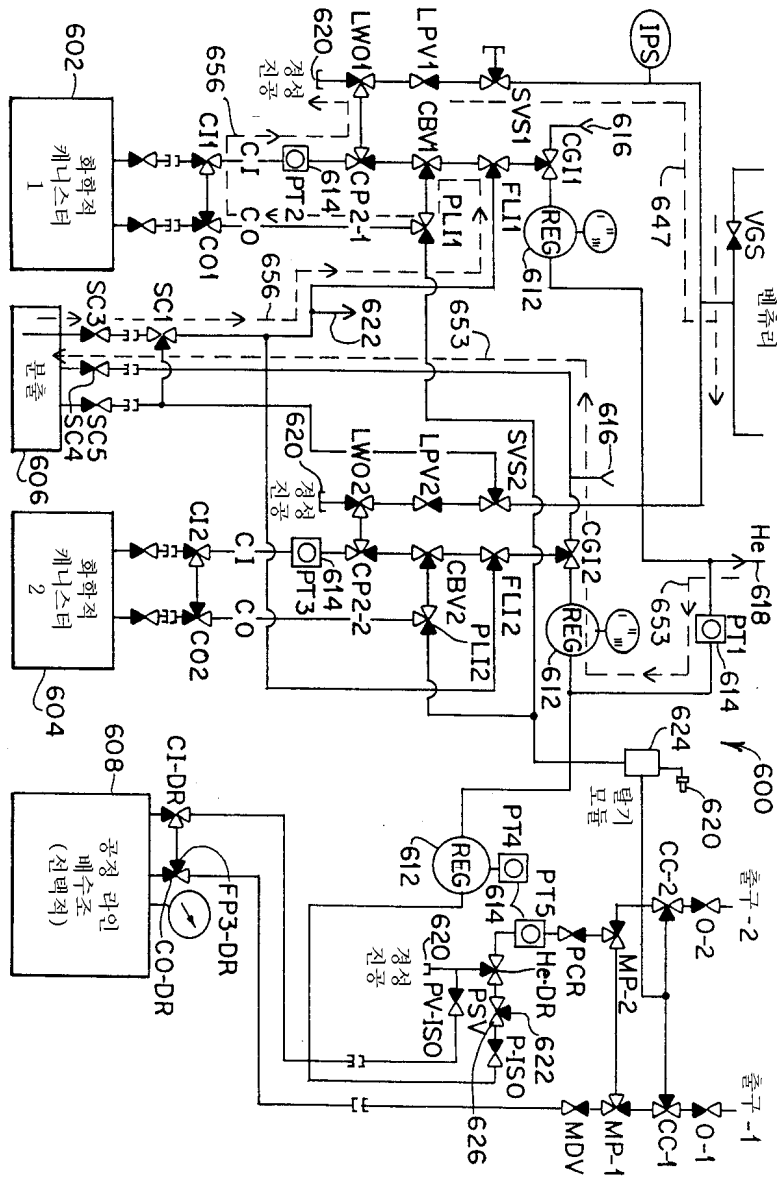 벤츄리
VGS
IPS
647
SVS1
LPV1
LWO1
620
경성
진공
656
602
화학적
캐니스터
1
CI1
CI
PT2
614
CP2-1
CBV1
PLI1
FLI1
CGI1
616
REG
612
CO
CO1
He
618
653
PT1
614
600
656
SC3
SC1
622
653
SC4
SC5
분출
606
616
SVS2
LPV2
LWO2
620
경성
진공
CGI2
REG
612
FLI2
CBV2
PLI2
CP2-2
614
PT3
CI
CI2
CO
CO2
화학적
캐니스터
2
604
624
620
탈기
모듈
출구-2
O-2
CC-2
MP-2
출구-1
O-1
CC-1
MP-1
MDV
PCR
PT5
614
PT4
REG
612
He-DR
PSV
622
P-ISO
626
PV-ISO
620
경성
진공
CI-DR
608
FP3-DR
CO-DR
공정 라인
배수조
(선택적)